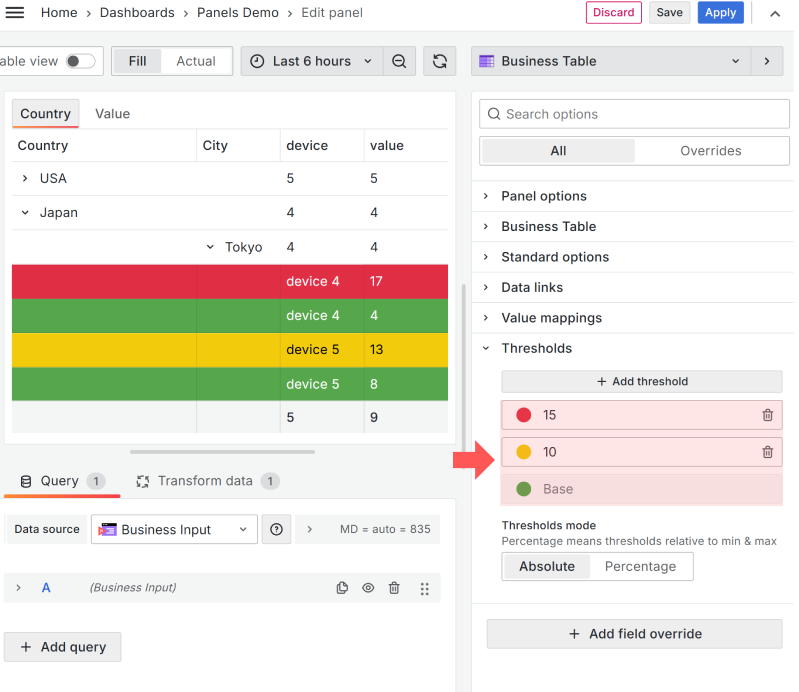 Home › Dashboards › Panels Demo › Edit panel
Discard
Save
Apply
able view
Fill
Actual
Last 6 hours
Business Table
Country
Value
Country
City
device
value
USA
5
5
Japan
4
4
Tokyo
4
4
device 4
17
device 4
4
device 5
13
device 5
8
5
9
Query
1
Transform data
1
Data source
Business Input
MD = auto = 835
A
(Business Input)
+ Add query
Search options
All
Overrides
Panel options
Business Table
Standard options
Data links
Value mappings
Thresholds
+ Add threshold
15
10
Base
Thresholds mode
Percentage means thresholds relative to min & max
Absolute
Percentage
+ Add field override